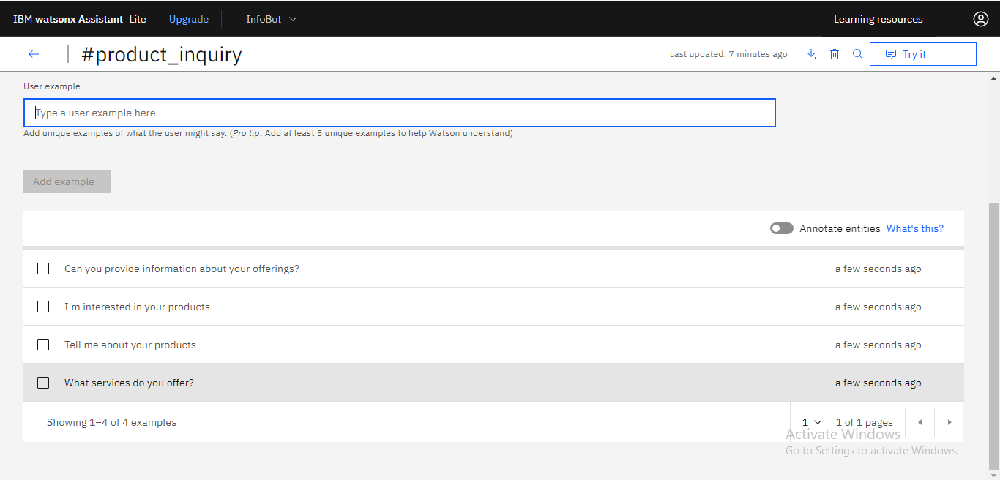 IBM watsonx Assistant Lite Upgrade InfoBot Learning resources
#product_inquiry Last updated: 7 minutes ago Try it
User example
Type a user example here
Add unique examples of what the user might say. (Pro tip: Add at least 5 unique examples to help Watson understand)
Add example
Annotate entities What's this?
Can you provide information about your offerings? a few seconds ago
I'm interested in your products a few seconds ago
Tell me about your products a few seconds ago
What services do you offer? a few seconds ago
Showing 1–4 of 4 examples 1 1 of 1 pages
Activate Windows
Go to Settings to activate Windows.